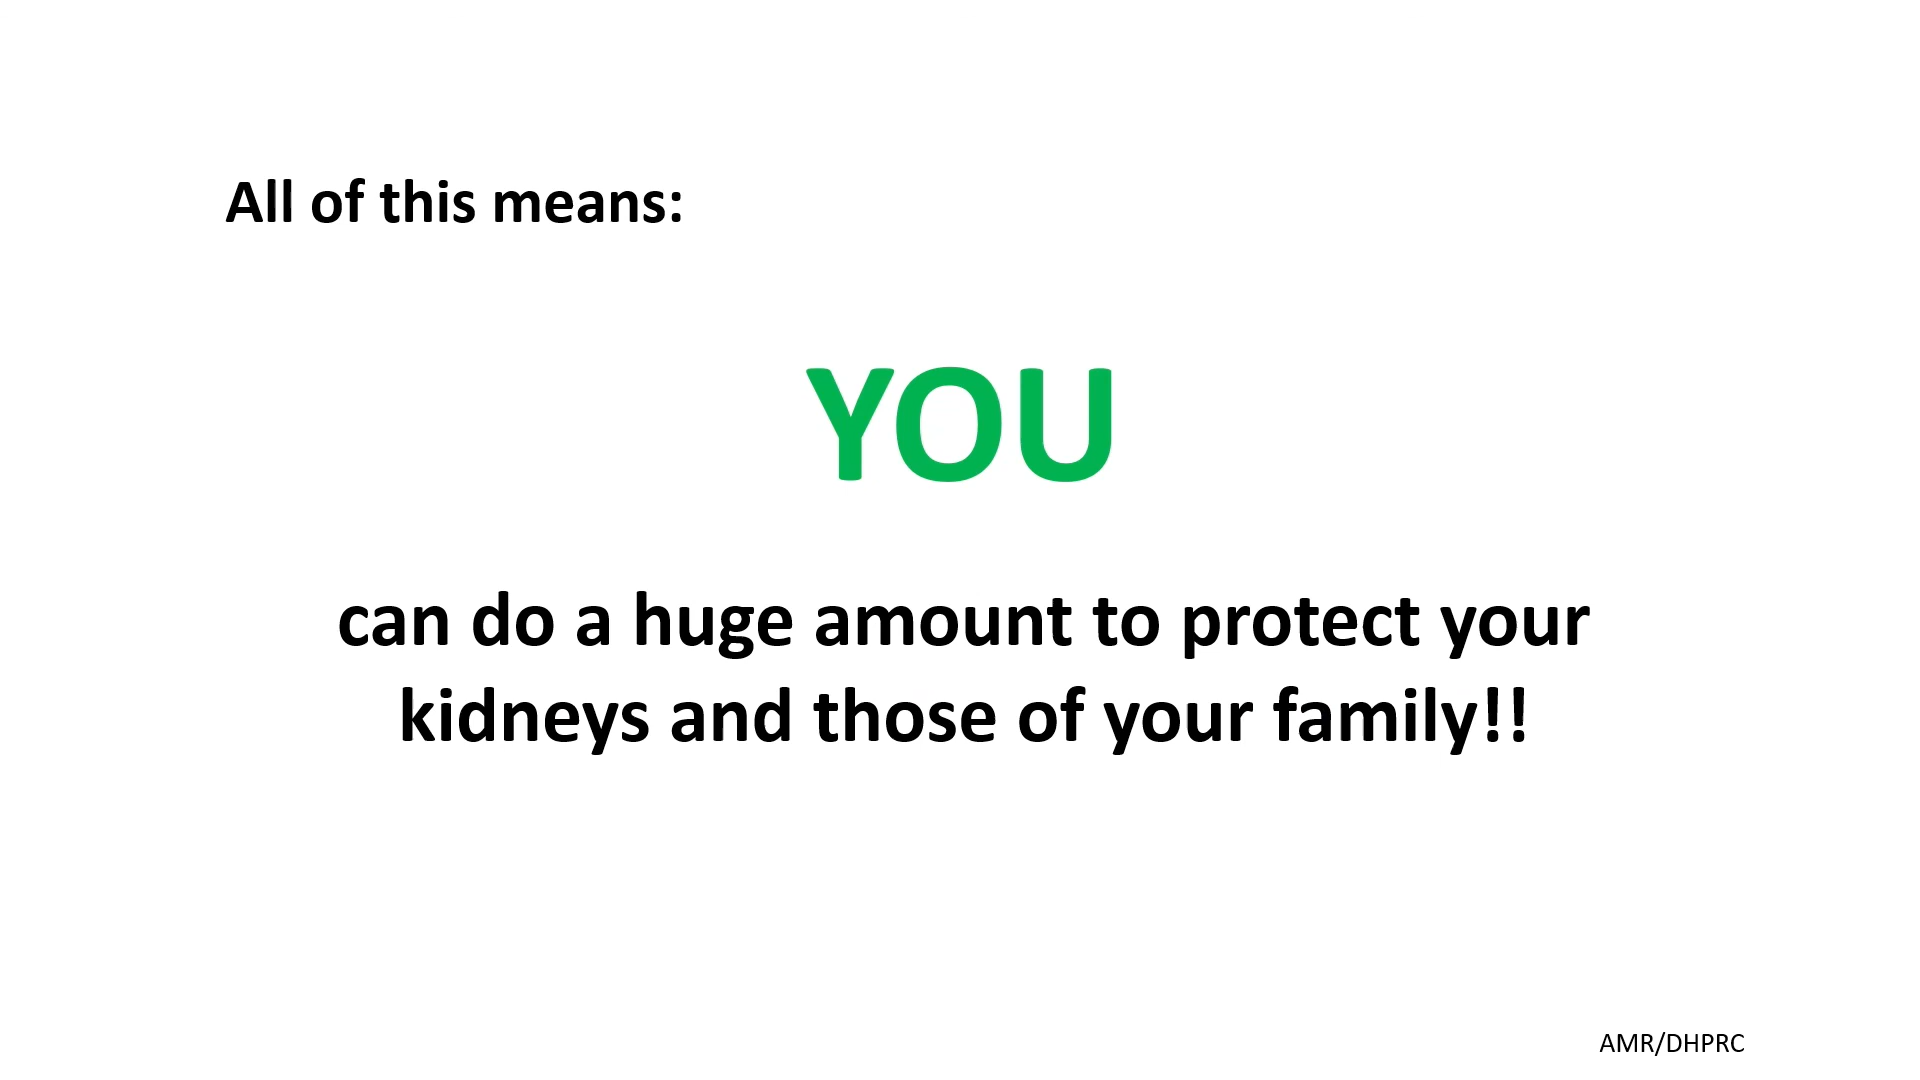 All of this means:
YOU
can do a huge amount to protect your
kidneys and those of your family!!
AMR/DHPRC